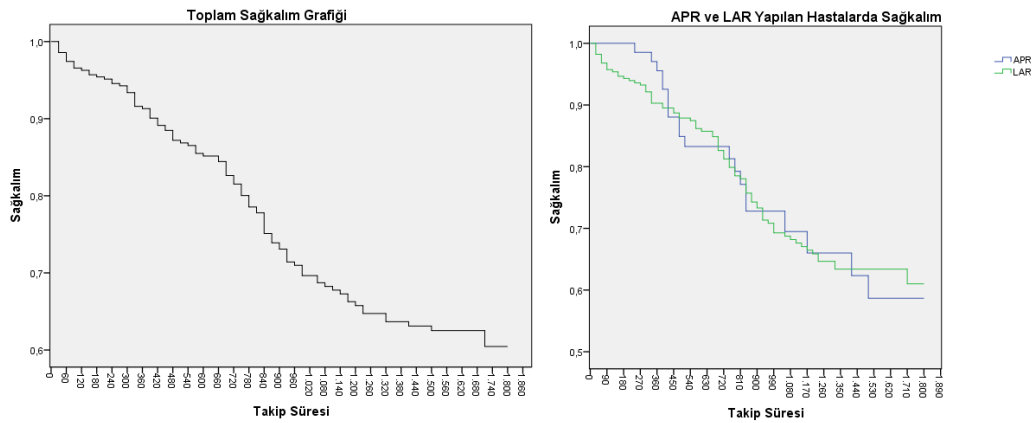 Toplam Sağkalım Grafiği
1,0
0,9
0,8
0,7
0,6
Sağkalım
0 60 120 180 240 300 360 420 480 540 600 660 720 780 840 900 960 1.020 1.080 1.140 1.200 1.260 1.320 1.380 1.440 1.500 1.560 1.620 1.680 1.740 1.800 1.860
Takip Süresi
APR ve LAR Yapılan Hastalarda Sağkalım
1,0
0,9
0,8
0,7
0,6
0,5
Sağkalım
0 90 180 270 360 450 540 630 720 810 900 990 1.080 1.170 1.260 1.350 1.440 1.530 1.620 1.710 1.800 1.890
Takip Süresi
APR
LAR